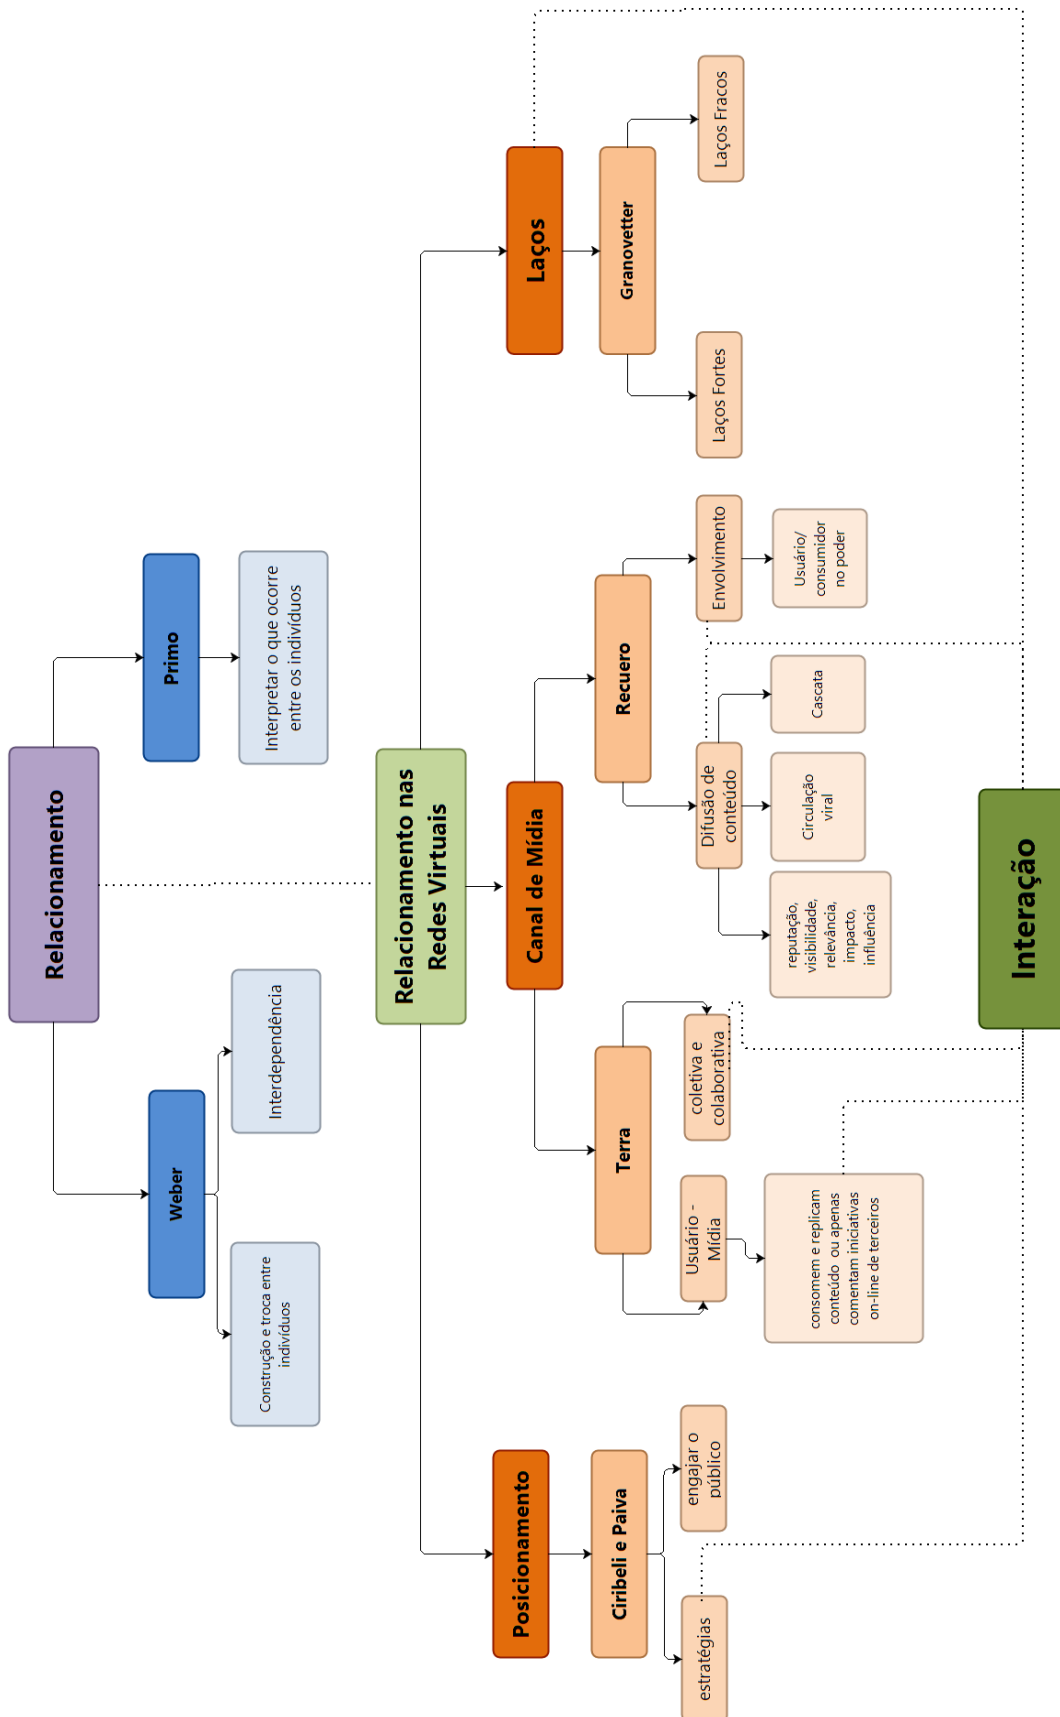 Relacionamento
Weber
Primo
Construção e troca entre
indivíduos
Interdependência
Interpretar o que ocorre
entre os indivíduos
Relacionamento nas
Redes Virtuais
Posicionamento
Canal de Mídia
Laços
Ciribeli e Paiva
Terra
Recuero
Granovetter
estratégias
engajar o
público
Usuário -
Mídia
coletiva e
colaborativa
Difusão de
conteúdo
Envolvimento
Laços Fortes
Laços Fracos
consomem e replicam
conteúdo ou apenas
comentam iniciativas
on-line de terceiros
reputação,
visibilidade,
relevância,
impacto,
influência
Circulação
viral
Cascata
Usuário/
consumidor
no poder
Interação